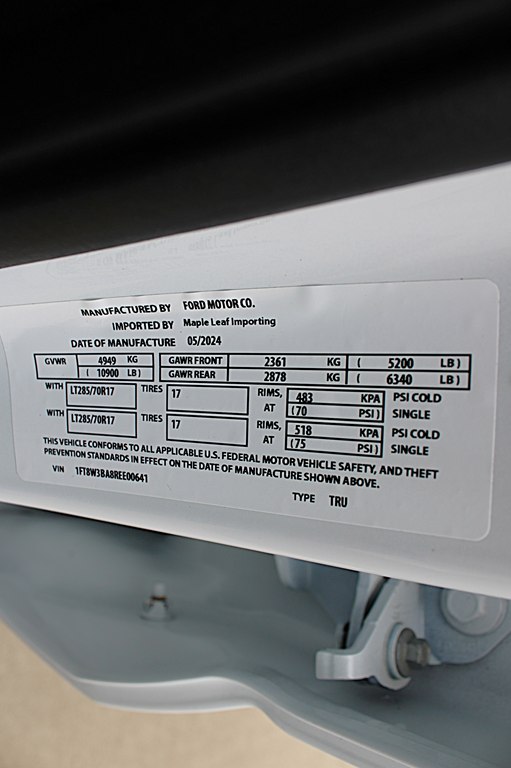 MANUFACTURED BY FORD MOTOR CO.
IMPORTED BY Maple Leaf Importing
DATE OF MANUFACTURE 05/2024
GVWR 4949 KG GAWR FRONT 2361 KG ( 5200 LB )
( 10900 LB ) GAWR REAR 2878 KG ( 6340 LB )
WITH LT285/70R17 TIRES 17 RIMS, 483 KPA PSI COLD
AT (70 PSI ) SINGLE
WITH LT285/70R17 TIRES 17 RIMS, 518 KPA PSI COLD
AT (75 PSI ) SINGLE
THIS VEHICLE CONFORMS TO ALL APPLICABLE U.S. FEDERAL MOTOR VEHICLE SAFETY, AND THEFT
PREVENTION STANDARDS IN EFFECT ON THE DATE OF MANUFACTURE SHOWN ABOVE.
VIN 1FT8W3BA8REE00641
TYPE TRU